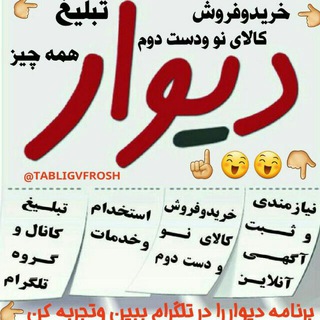 خریدوفروش
تبلیغ
کالای نو ودست دوم
همه چیز
دیوار
@TABLIGVFROSH
نیازمندی
و ثبت
آگهی
آنلاین
خریدوفروش
کالای نو
و دست دوم
استخدام
وخدمات
تبلیغ
کانال و
گروه
تلگرام
برنامه دیوار را در تلگرام ببین وتجربه کن